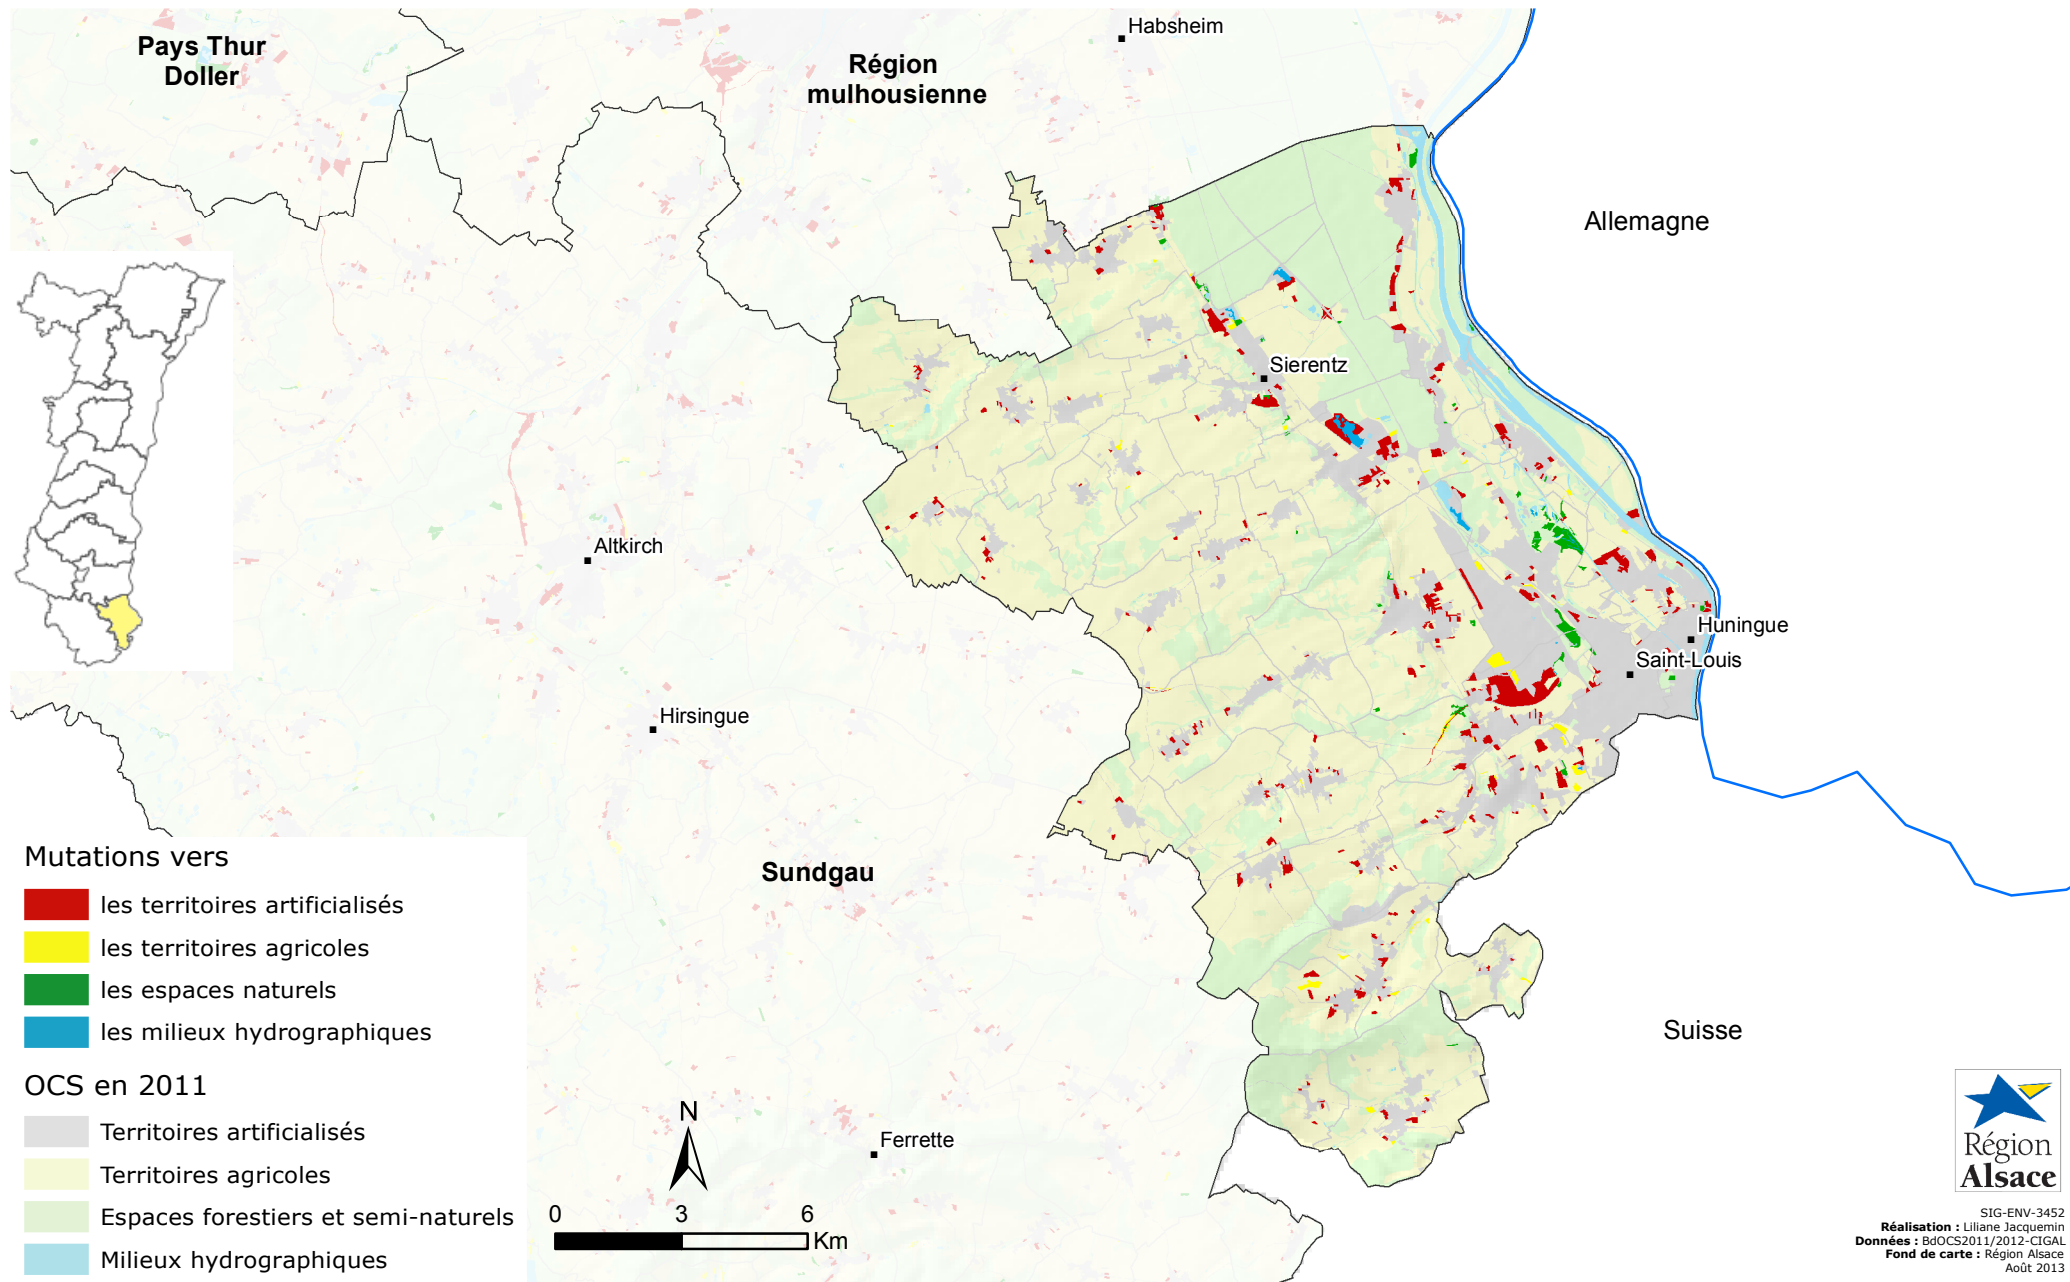 Habsheim
Pays Thur
Doller
Région
mulhousienne
Allemagne
Sierentz
Altkirch
Huningue
Saint-Louis
Hirsingue
Sundgau
Suisse
Ferrette
Mutations vers
les territoires artificialisés
les territoires agricoles
les espaces naturels
les milieux hydrographiques
OCS en 2011
Territoires artificialisés
Territoires agricoles
Espaces forestiers et semi-naturels
Milieux hydrographiques
N
0 3 6
Km
Région
Alsace
SIG-ENV-3452
Réalisation : Liliane Jacquemin
Données : BdOCS2011/2012-CIGAL
Fond de carte : Région Alsace
Août 2013